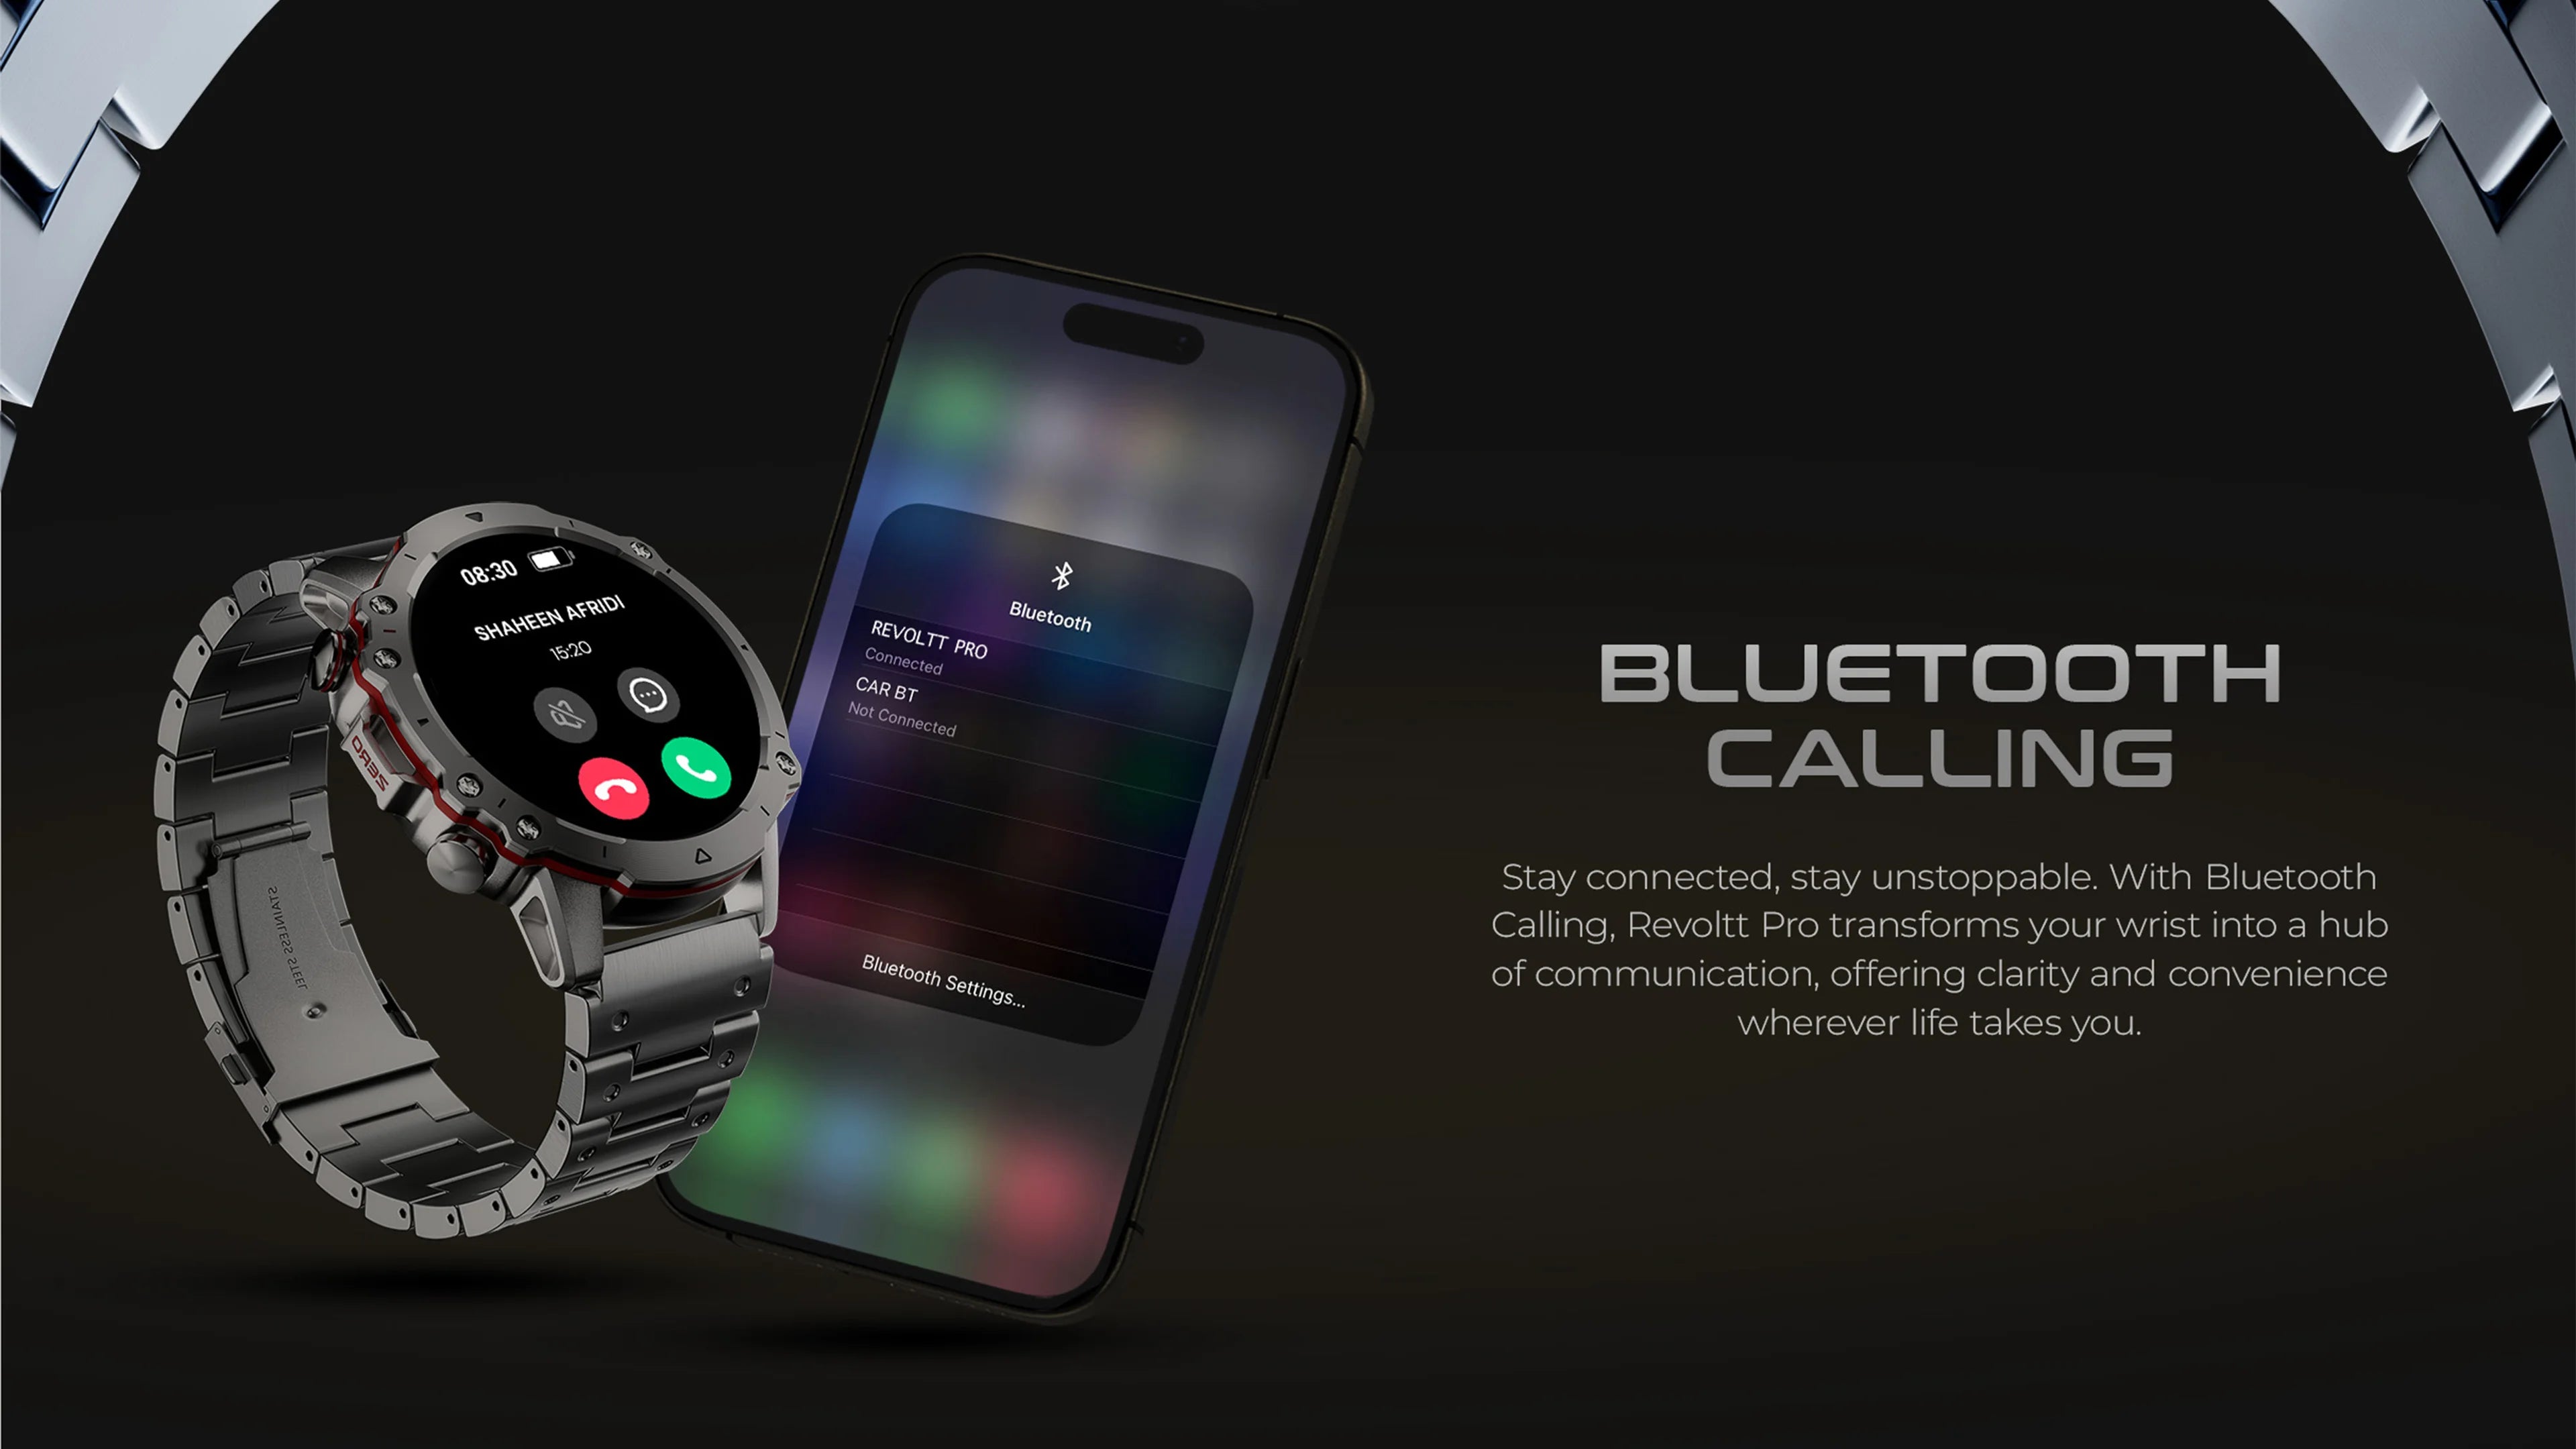 08:30
SHAHEEN AFRIDI
15:20
ZERO
STAINLESS STEEL
Bluetooth
REVOLTT PRO
Connected
CAR BT
Not Connected
Bluetooth Settings...
BLUETOOTH
CALLING
Stay connected, stay unstoppable. With Bluetooth
Calling, Revoltt Pro transforms your wrist into a hub
of communication, offering clarity and convenience
wherever life takes you.